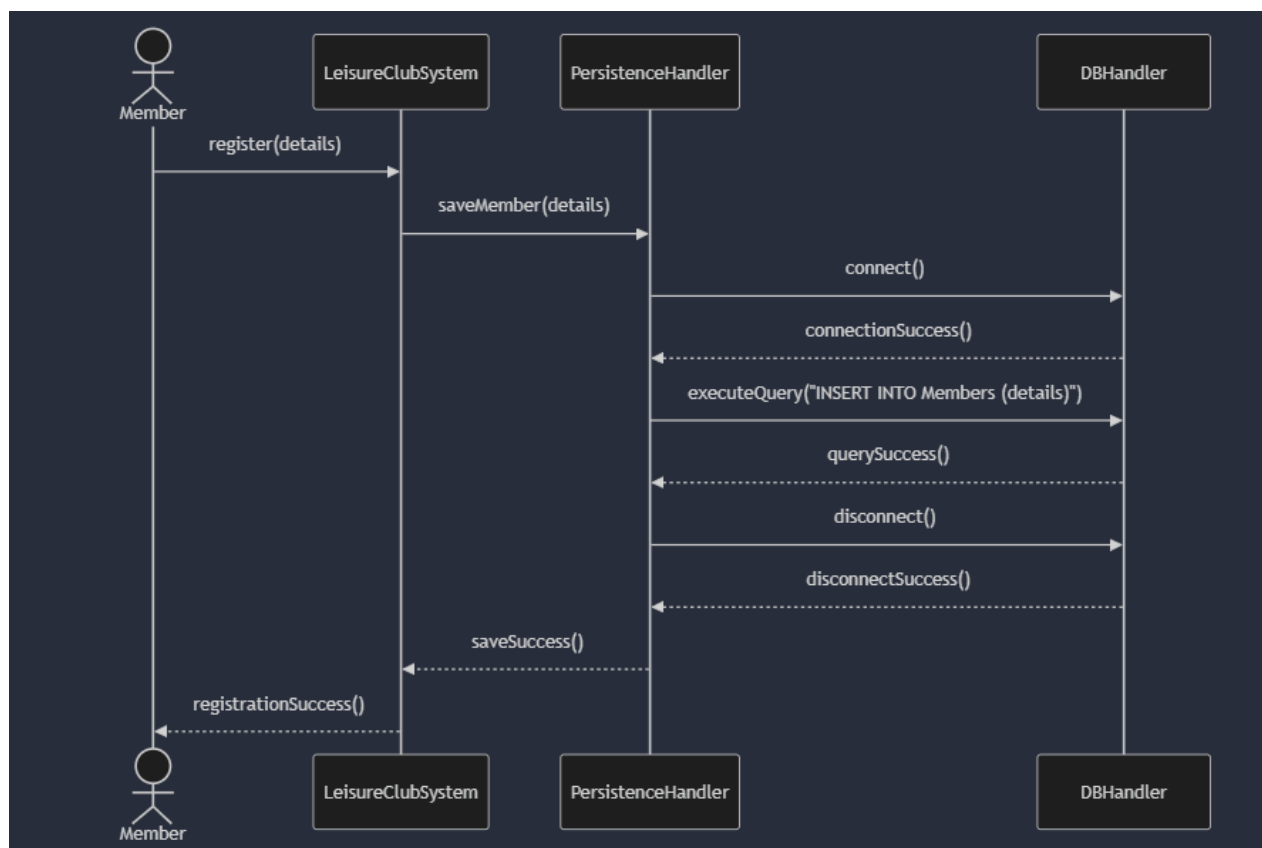 Member
LeisureClubSystem
PersistenceHandler
DBHandler
register(details)
saveMember(details)
connect()
connectionSuccess()
executeQuery("INSERT INTO Members (details)")
querySuccess()
disconnect()
disconnectSuccess()
saveSuccess()
registrationSuccess()
Member
LeisureClubSystem
PersistenceHandler
DBHandler